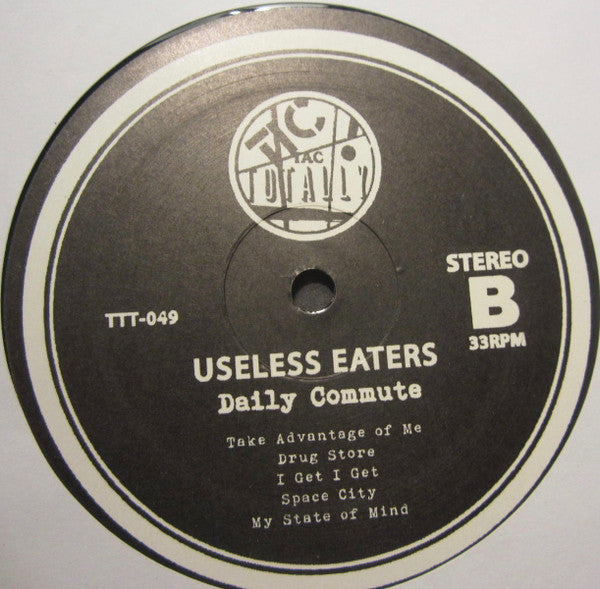 TIC
TAC
TOTALLY!
TTT-049
STEREO
B
33RPM
USELESS EATERS
Daily Commute
Take Advantage of Me
Drug Store
I Get I Get
Space City
My State of Mind